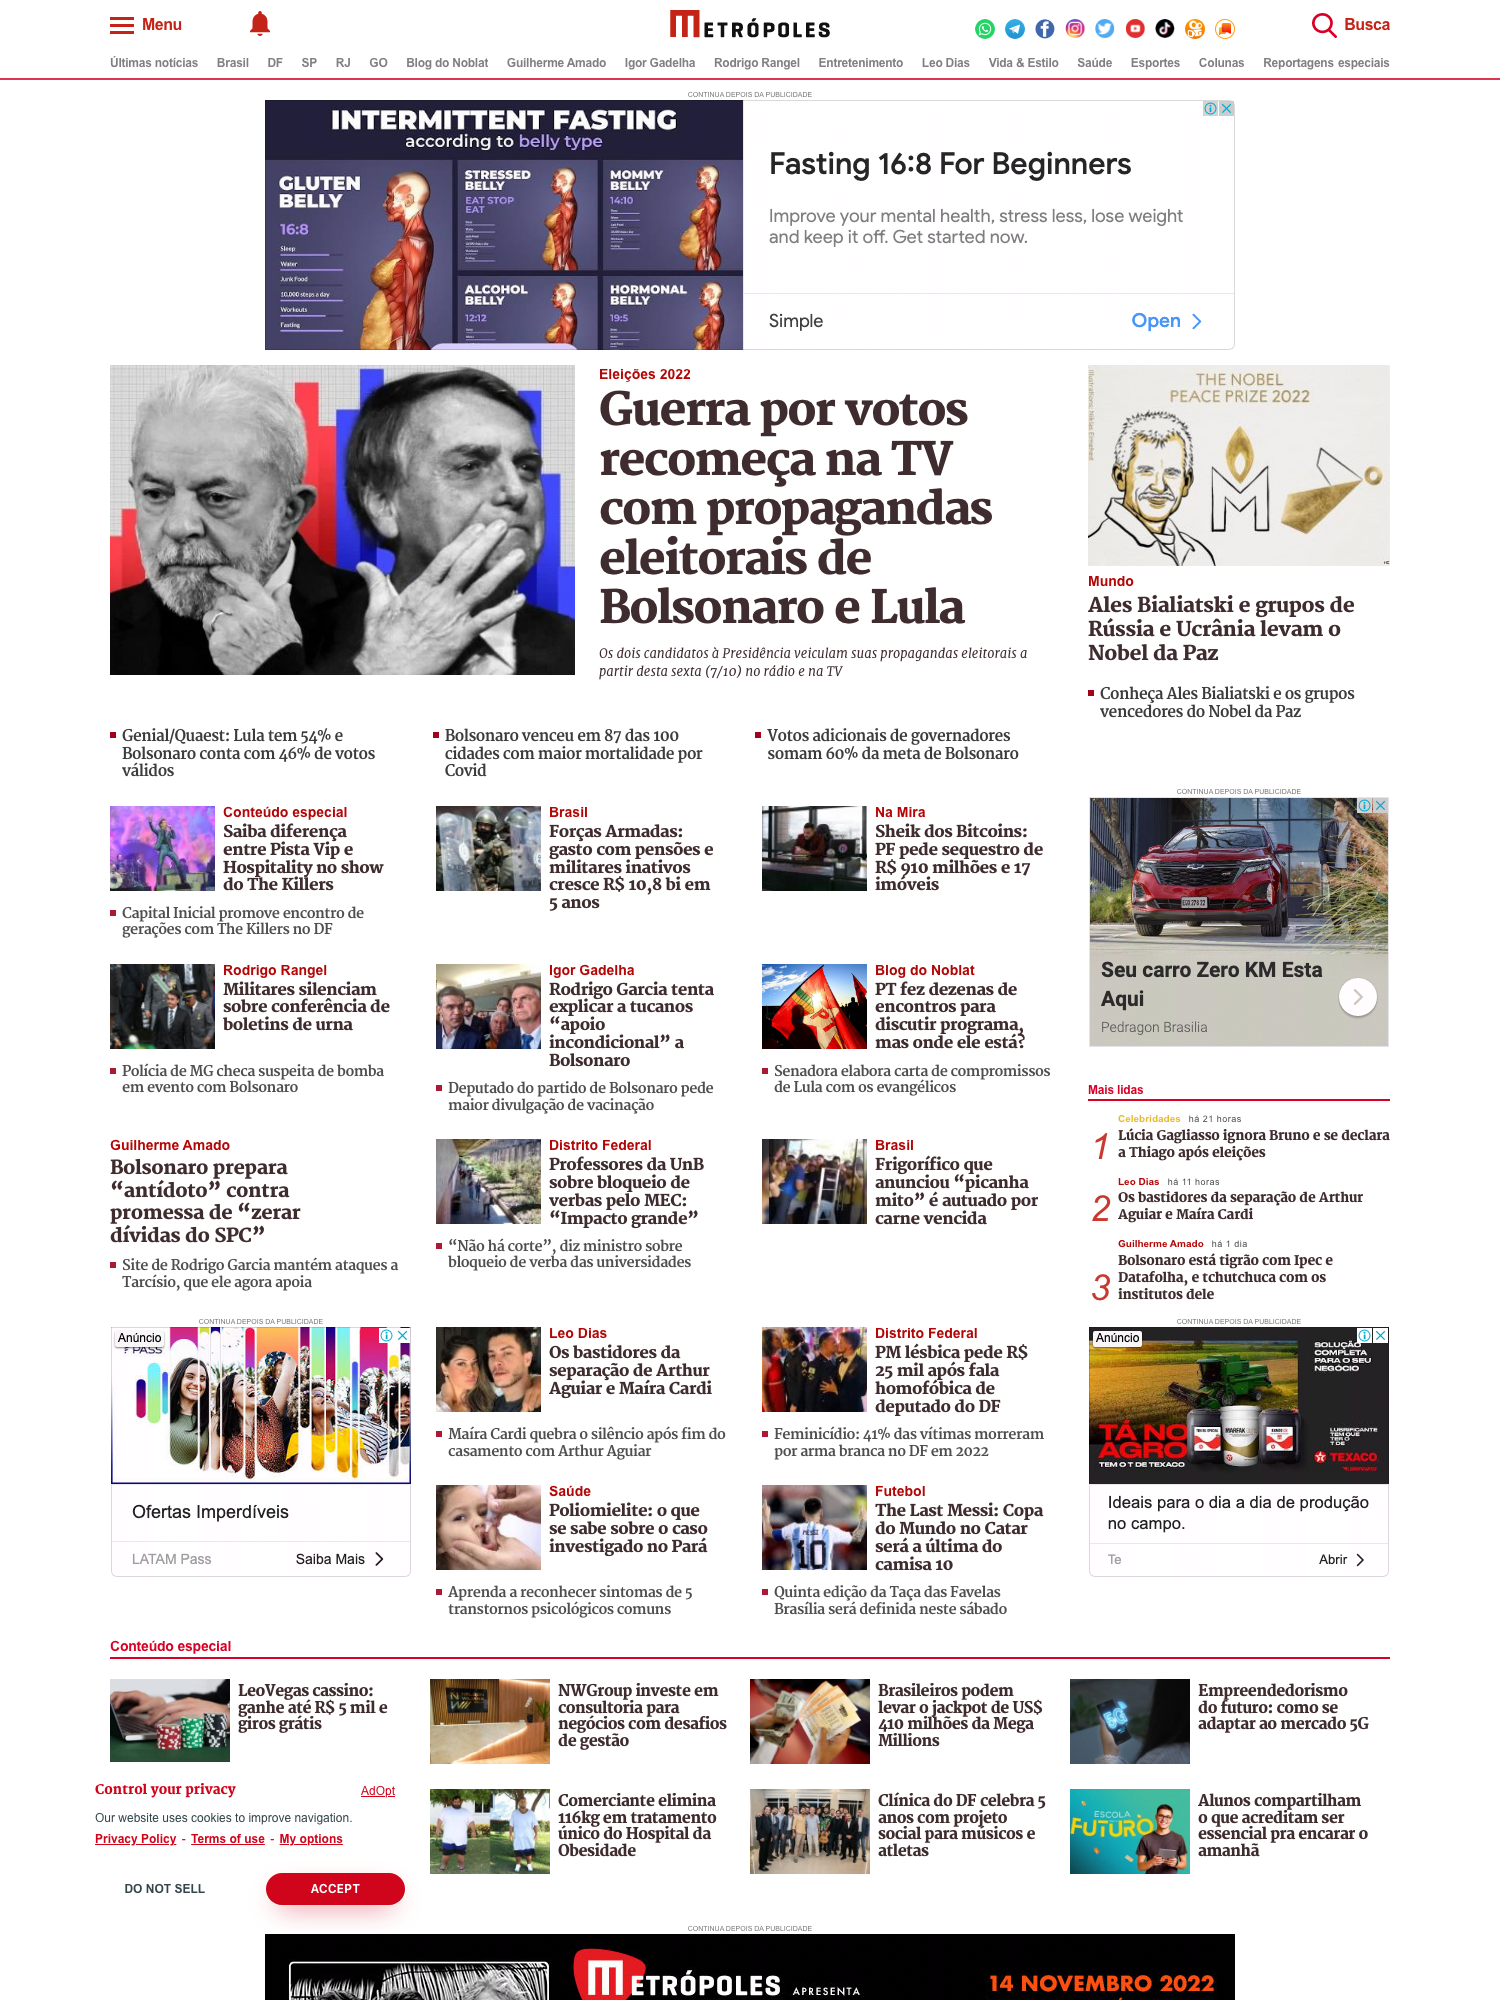 Menu
METRÓPOLES
Busca
Últimas notícias Brasil DF SP RJ GO Blog do Noblat Guilherme Amado Igor Gadelha Rodrigo Rangel Entretenimento Leo Dias Vida & Estilo Saúde Esportes Colunas Reportagens especiais
CONTINUA DEPOIS DA PUBLICIDADE
INTERMITTENT FASTING
according to belly type
GLUTEN
BELLY
16:8
Sleep
Water
Junk Food
10,000 steps a day
Workouts
Fasting
STRESSED
BELLY
EAT STOP
EAT
MOMMY
BELLY
14:10
ALCOHOL
BELLY
12:12
HORMONAL
BELLY
19:5
Fasting 16:8 For Beginners
Improve your mental health, stress less, lose weight
and keep it off. Get started now.
Simple
Open
Eleições 2022
Guerra por votos
recomeça na TV
com propagandas
eleitorais de
Bolsonaro e Lula
Os dois candidatos à Presidência veiculam suas propagandas eleitorais a
partir desta sexta (7/10) no rádio e na TV
THE NOBEL
PEACE PRIZE 2022
Mundo
Ales Bialiatski e grupos de
Rússia e Ucrânia levam o
Nobel da Paz
Conheça Ales Bialiatski e os grupos
vencedores do Nobel da Paz
Genial/Quaest: Lula tem 54% e
Bolsonaro conta com 46% de votos
válidos
Bolsonaro venceu em 87 das 100
cidades com maior mortalidade por
Covid
Votos adicionais de governadores
somam 60% da meta de Bolsonaro
Conteúdo especial
Saiba diferença
entre Pista Vip e
Hospitality no show
do The Killers
Capital Inicial promove encontro de
gerações com The Killers no DF
Brasil
Forças Armadas:
gasto com pensões e
militares inativos
cresce R$ 10,8 bi em
5 anos
Na Mira
Sheik dos Bitcoins:
PF pede sequestro de
R$ 910 milhões e 17
imóveis
CONTINUA DEPOIS DA PUBLICIDADE
Seu carro Zero KM Esta
Aqui
Pedragon Brasilia
Rodrigo Rangel
Militares silenciam
sobre conferência de
boletins de urna
Polícia de MG checa suspeita de bomba
em evento com Bolsonaro
Igor Gadelha
Rodrigo Garcia tenta
explicar a tucanos
“apoio
incondicional” a
Bolsonaro
Deputado do partido de Bolsonaro pede
maior divulgação de vacinação
Blog do Noblat
PT fez dezenas de
encontros para
discutir programa,
mas onde ele está?
Senadora elabora carta de compromissos
de Lula com os evangélicos
Mais lidas
1
Celebridades há 21 horas
Lúcia Gagliasso ignora Bruno e se declara
a Thiago após eleições
2
Leo Dias há 11 horas
Os bastidores da separação de Arthur
Aguiar e Maíra Cardi
3
Guilherme Amado há 1 dia
Bolsonaro está tigrão com Ipec e
Datafolha, e tchutchuca com os
institutos dele
Guilherme Amado
Bolsonaro prepara
“antídoto” contra
promessa de “zerar
dívidas do SPC”
Site de Rodrigo Garcia mantém ataques a
Tarcísio, que ele agora apoia
Distrito Federal
Professores da UnB
sobre bloqueio de
verbas pelo MEC:
“Impacto grande”
“Não há corte”, diz ministro sobre
bloqueio de verba das universidades
Brasil
Frigorífico que
anunciou “picanha
mito” é autuado por
carne vencida
CONTINUA DEPOIS DA PUBLICIDADE
Anúncio
PASS
Ofertas Imperdíveis
LATAM Pass
Saiba Mais
Leo Dias
Os bastidores da
separação de Arthur
Aguiar e Maíra Cardi
Maíra Cardi quebra o silêncio após fim do
casamento com Arthur Aguiar
Distrito Federal
PM lésbica pede R$
25 mil após fala
homofóbica de
deputado do DF
Feminicídio: 41% das vítimas morreram
por arma branca no DF em 2022
CONTINUA DEPOIS DA PUBLICIDADE
Anúncio
SOLUÇÃO
COMPLETA
PARA O SEU
NEGÓCIO
TÁ NO
AGRO
TEM O T DE TEXACO
LUBRIFICANTE
TEM QUE
TER O
T DE
TEXACO
Ideais para o dia a dia de produção
no campo.
Te
Abrir
Saúde
Poliomielite: o que
se sabe sobre o caso
investigado no Pará
Aprenda a reconhecer sintomas de 5
transtornos psicológicos comuns
10
Futebol
The Last Messi: Copa
do Mundo no Catar
será a última do
camisa 10
Quinta edição da Taça das Favelas
Brasília será definida neste sábado
Conteúdo especial
LeoVegas cassino:
ganhe até R$ 5 mil e
giros grátis
NWGroup investe em
consultoria para
negócios com desafios
de gestão
Brasileiros podem
levar o jackpot de US$
410 milhões da Mega
Millions
5G
Empreendedorismo
do futuro: como se
adaptar ao mercado 5G
Control your privacy
AdOpt
Our website uses cookies to improve navigation.
Privacy Policy - Terms of use - My options
DO NOT SELL
ACCEPT
Comerciante elimina
116kg em tratamento
único do Hospital da
Obesidade
Clínica do DF celebra 5
anos com projeto
social para músicos e
atletas
ESCOLA
FUTURO
Alunos compartilham
o que acreditam ser
essencial pra encarar o
amanhã
CONTINUA DEPOIS DA PUBLICIDADE
METRÓPOLES APRESENTA
14 NOVEMBRO 2022